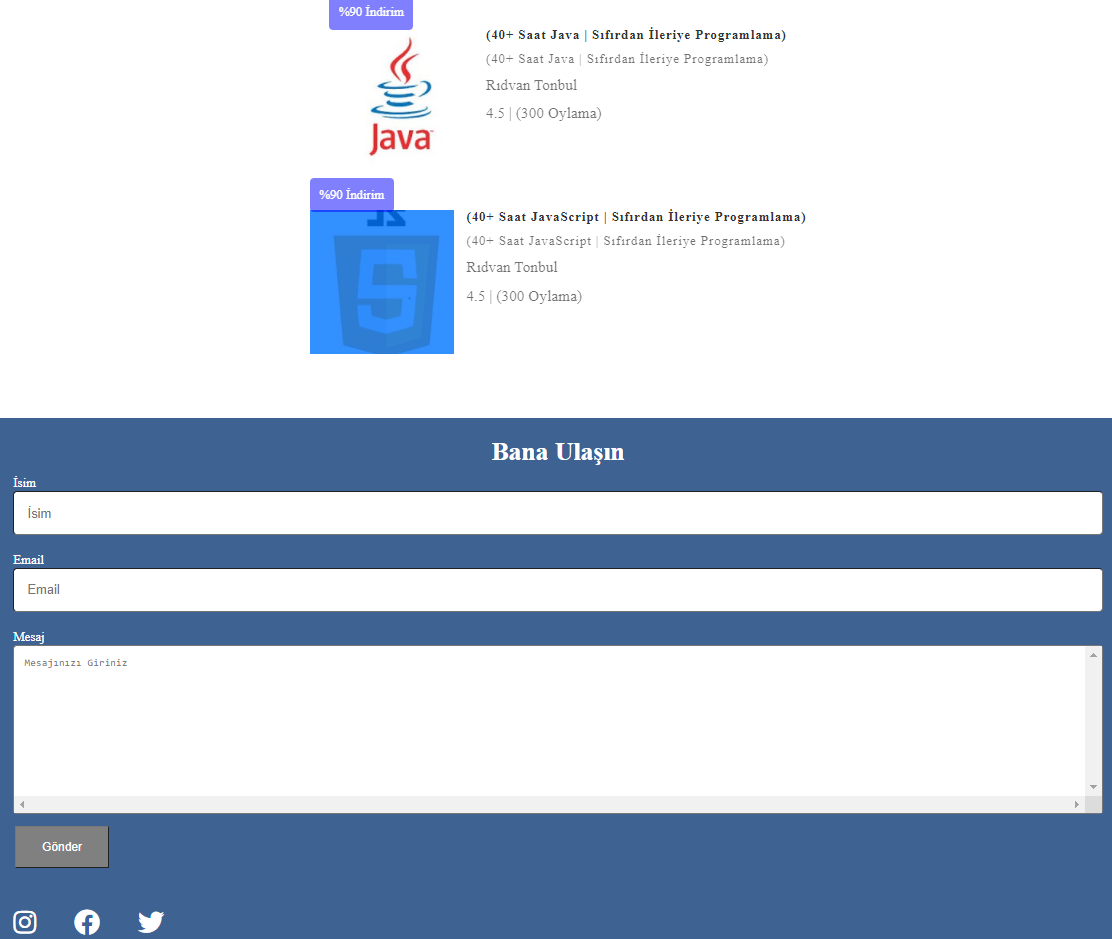 %90 İndirim
(40+ Saat Java | Sıfırdan İleriye Programlama)
(40+ Saat Java | Sıfırdan İleriye Programlama)
Rıdvan Tonbul
4.5 | (300 Oylama)
Java
%90 İndirim
(40+ Saat JavaScript | Sıfırdan İleriye Programlama)
(40+ Saat JavaScript | Sıfırdan İleriye Programlama)
Rıdvan Tonbul
4.5 | (300 Oylama)
Bana Ulaşın
İsim
İsim
Email
Email
Mesaj
Mesajınızı Giriniz
Gönder